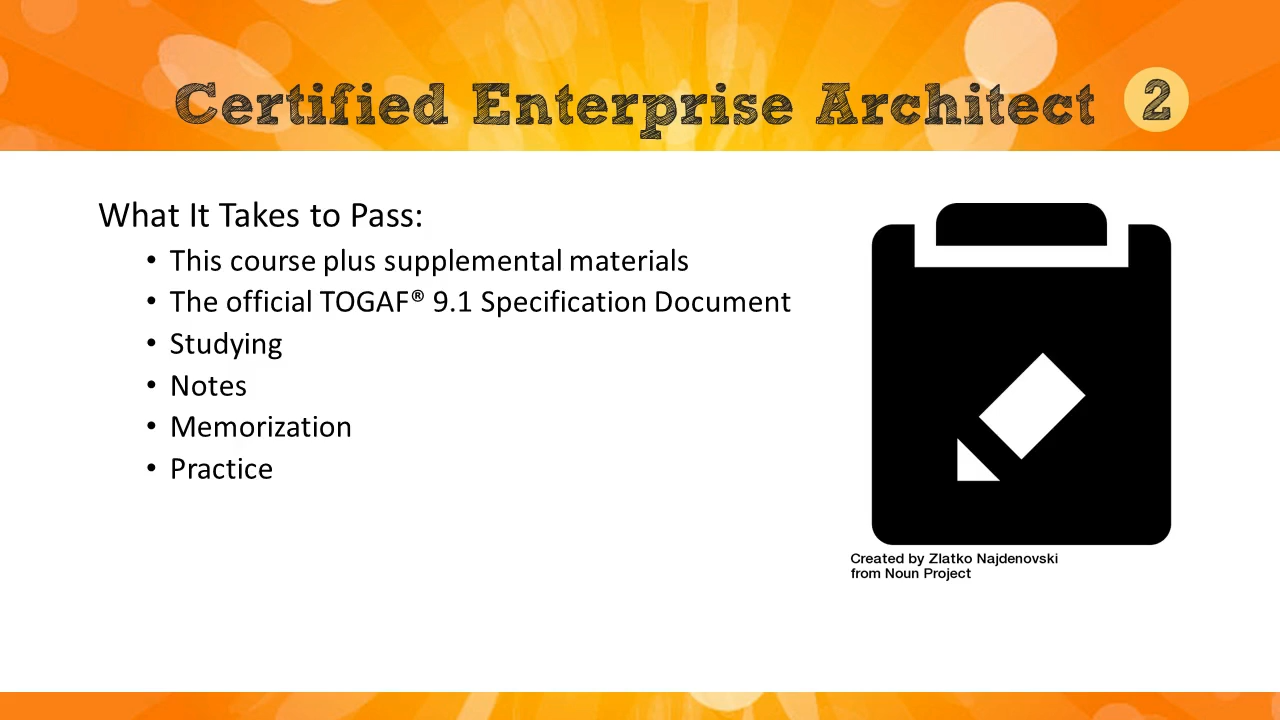 Certified Enterprise Architect 2
What It Takes to Pass:
• This course plus supplemental materials
• The official TOGAF® 9.1 Specification Document
• Studying
• Notes
• Memorization
• Practice
Created by Zlatko Najdenovski
from Noun Project